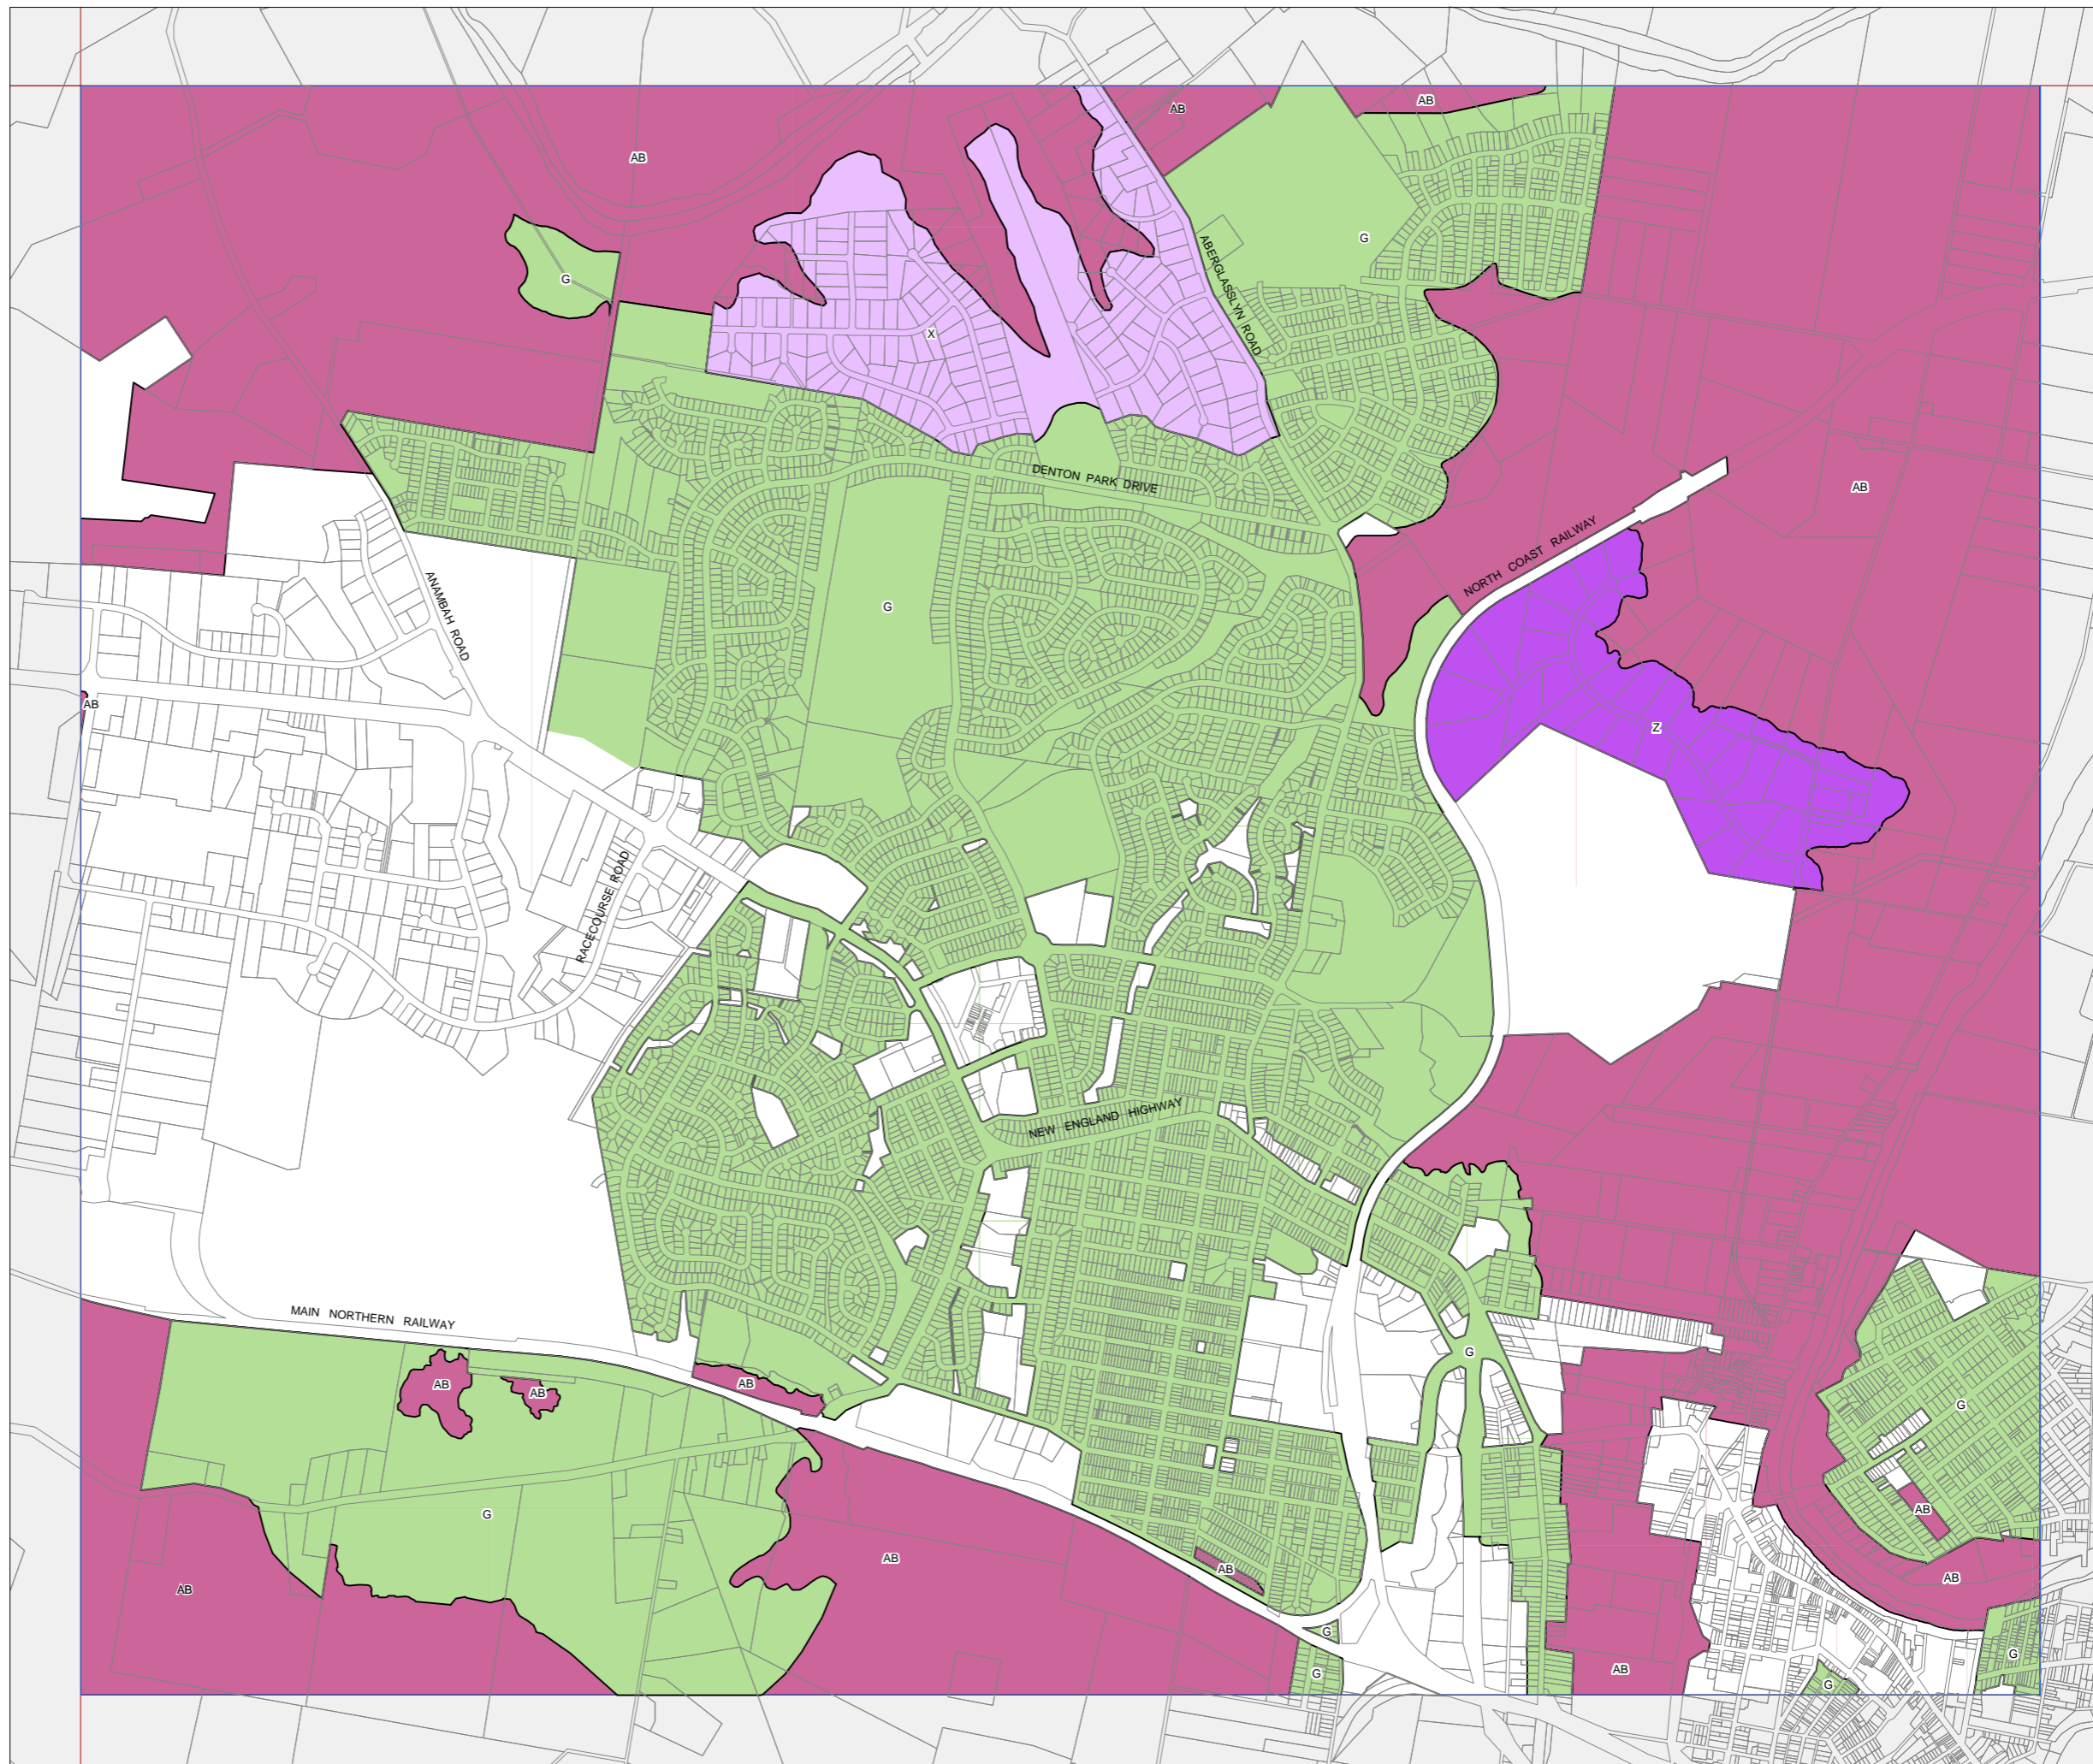 AB
AB
AB
G
G
X
ABERGLASSLYN ROAD
DENTON PARK DRIVE
AB
NORTH COAST RAILWAY
ANAMBAH ROAD
G
AB
Z
RACECOURSE ROAD
NEW ENGLAND HIGHWAY
MAIN NORTHERN RAILWAY
G
AB
AB
AB
G
G
AB
AB
AB
AB
AB
G
G
G
AB
G